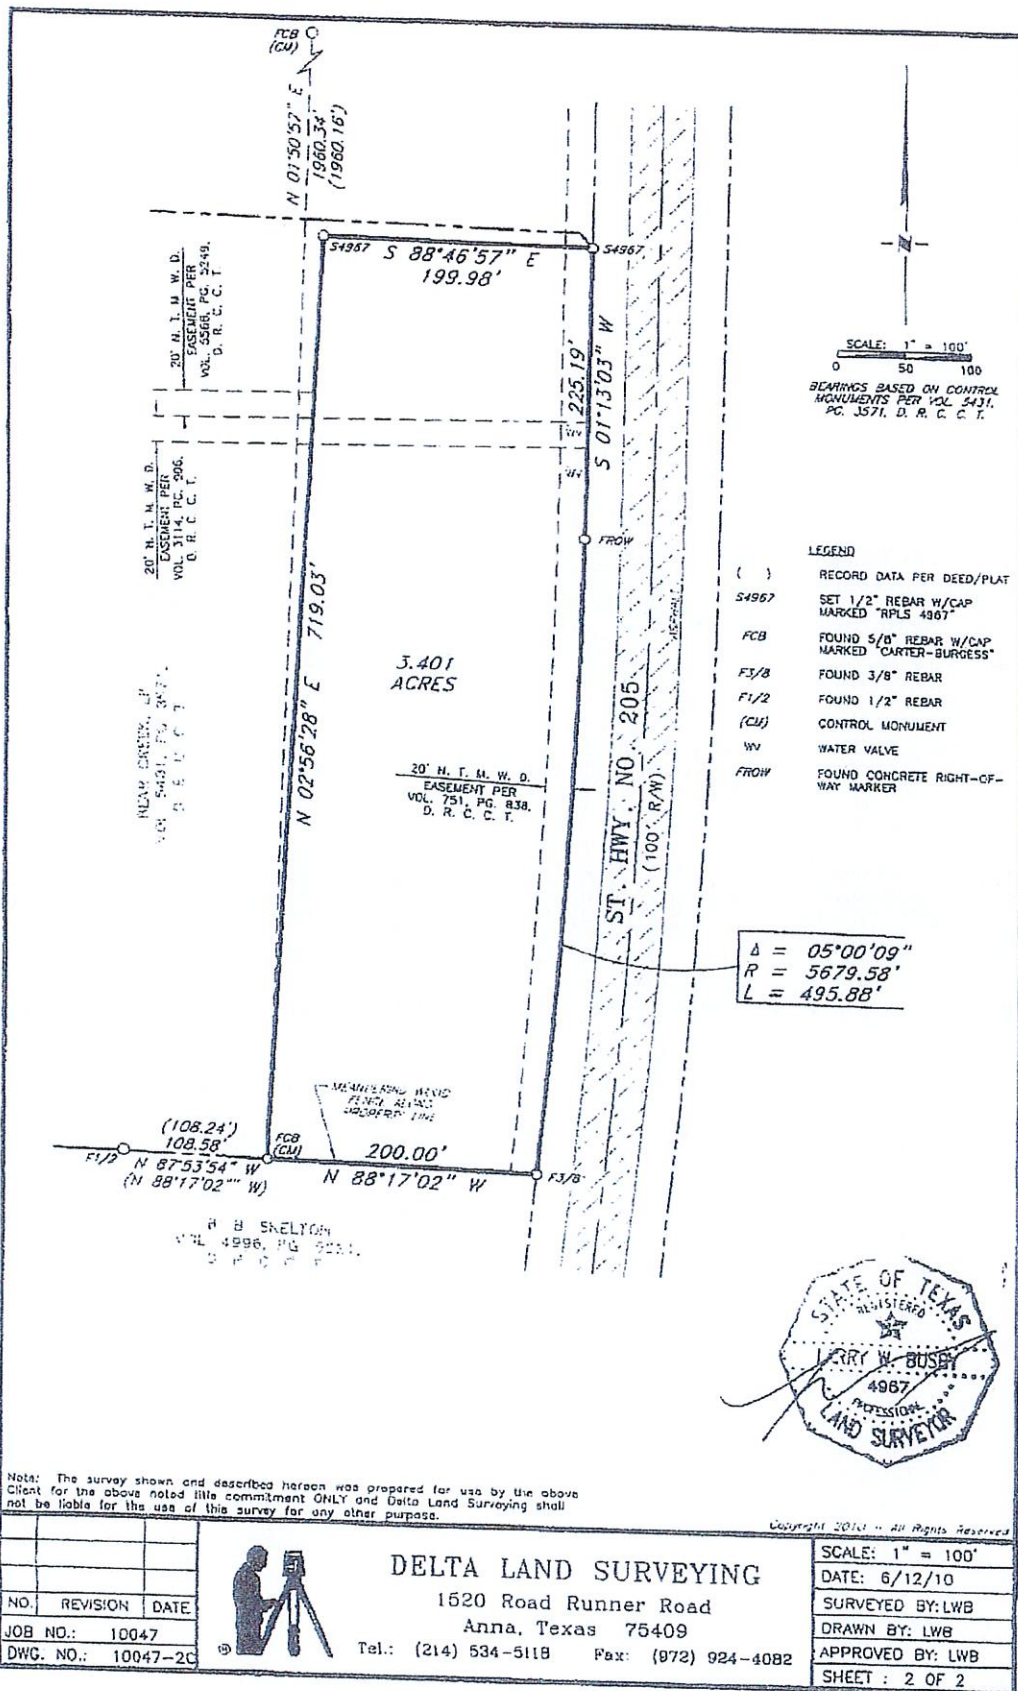 FCB
(CM)
N 01°50'57" E
1960.34'
(1960.16')
S4967
S 88°46'57" E
199.98'
S4967
20' N. T. M. W. D.
EASEMENT PER
VOL. 5568, PG. 5249,
D. R. C. C. T.
225.19'
S 01°13'03" W
WV
WV
20' N. T. M. W. D.
EASEMENT PER
VOL. 3114, PG. 906,
D. R. C. C. T.
FROW
N 02°56'28" E 719.03'
3.401
ACRES
20' N. T. M. W. D.
EASEMENT PER
VOL. 751, PG. 838,
D. R. C. C. T.
ASPHALT
ST. HWY. NO. 205
(100' R/W)
SCALE: 1" = 100'
0 50 100
BEARINGS BASED ON CONTROL
MONUMENTS PER VOL. 5431,
PG. 3571, D. R. C. C. T.
LEGEND
( ) RECORD DATA PER DEED/PLAT
S4967 SET 1/2" REBAR W/CAP
MARKED "RPLS 4967"
FCB FOUND 5/8" REBAR W/CAP
MARKED "CARTER-BURGESS"
F3/8 FOUND 3/8" REBAR
F1/2 FOUND 1/2" REBAR
(CM) CONTROL MONUMENT
WV WATER VALVE
FROW FOUND CONCRETE RIGHT-OF-
WAY MARKER
Δ = 05°00'09"
R = 5679.58'
L = 495.88'
MEANDERING WOOD
FENCE ALONG
PROPERTY LINE
(108.24')
108.58'
F1/2
N 87°53'54" W
(N 88°17'02"" W)
FCB
(CM)
200.00'
N 88°17'02" W
F3/8
B B SKELTON
VOL 4996, PG
STATE OF TEXAS
REGISTERED
W. BUSBY
4967
PROFESSIONAL
LAND SURVEYOR
Note: The survey shown and described hereon was prepared for use by the above
Client for the above noted title commitment ONLY and Delta Land Surveying shall
not be liable for the use of this survey for any other purpose.
Copyright All Rights Reserved
NO. REVISION DATE
JOB NO.: 10047
DWG. NO.: 10047-2C
DELTA LAND SURVEYING
1520 Road Runner Road
Anna, Texas 75409
Tel.: (214) 534-5118 Fax: (972) 924-4082
SCALE: 1" = 100'
DATE: 6/12/10
SURVEYED BY: LWB
DRAWN BY: LWB
APPROVED BY: LWB
SHEET : 2 OF 2